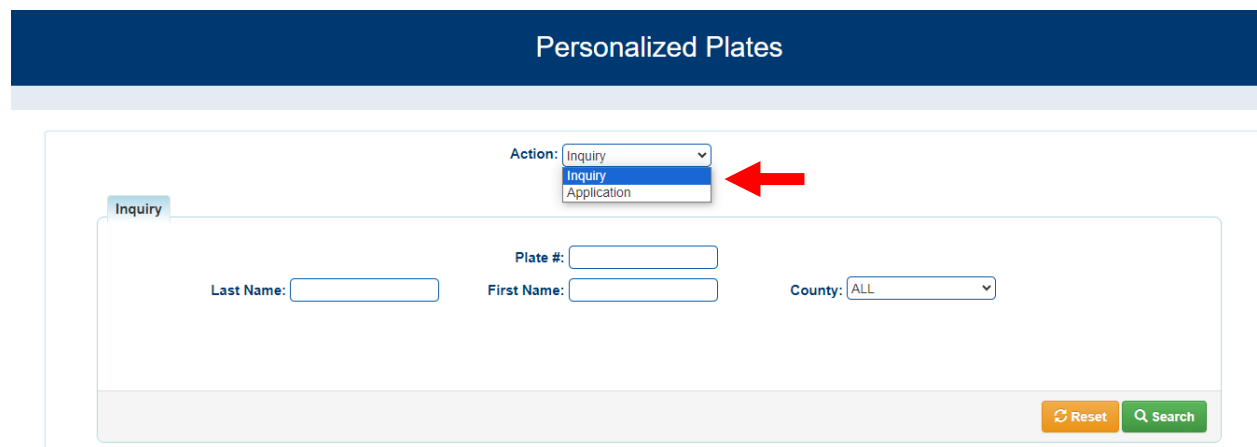 Personalized Plates
Action: Inquiry
Inquiry
Application
Inquiry
Plate #:
Last Name: First Name: County: ALL
Reset Search